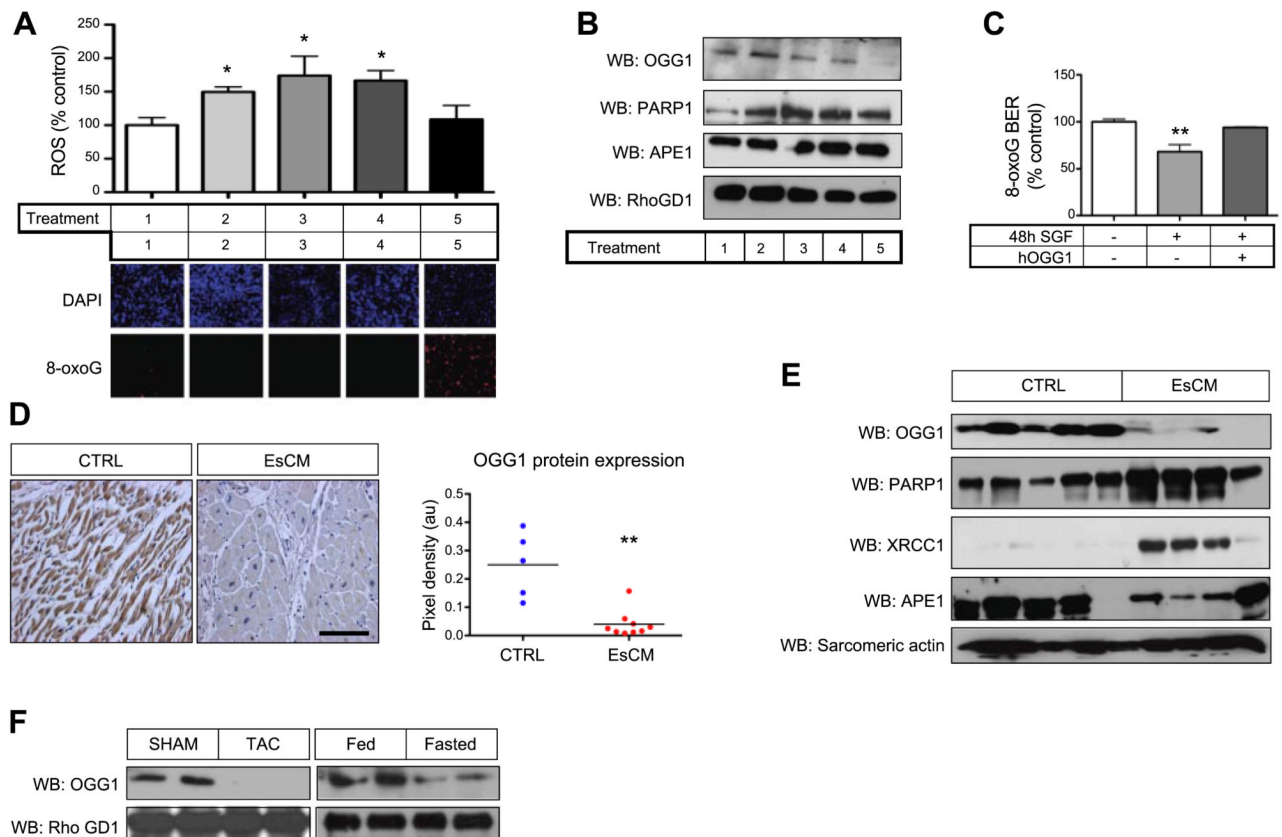 A
ROS (% control)
250
200
150
100
50
0
* * *
Treatment 1 2 3 4 5
1 2 3 4 5
DAPI
8-oxoG
B
WB: OGG1
WB: PARP1
WB: APE1
WB: RhoGD1
Treatment 1 2 3 4 5
C
8-oxoG BER
(% control)
150
100
50
0
**
48h SGF - + +
hOGG1 - - +
D
CTRL EsCM
OGG1 protein expression
Pixel density (au)
0.5
0.4
0.3
0.2
0.1
0.0
**
CTRL EsCM
E
CTRL EsCM
WB: OGG1
WB: PARP1
WB: XRCC1
WB: APE1
WB: Sarcomeric actin
F
SHAM TAC Fed Fasted
WB: OGG1
WB: Rho GD1